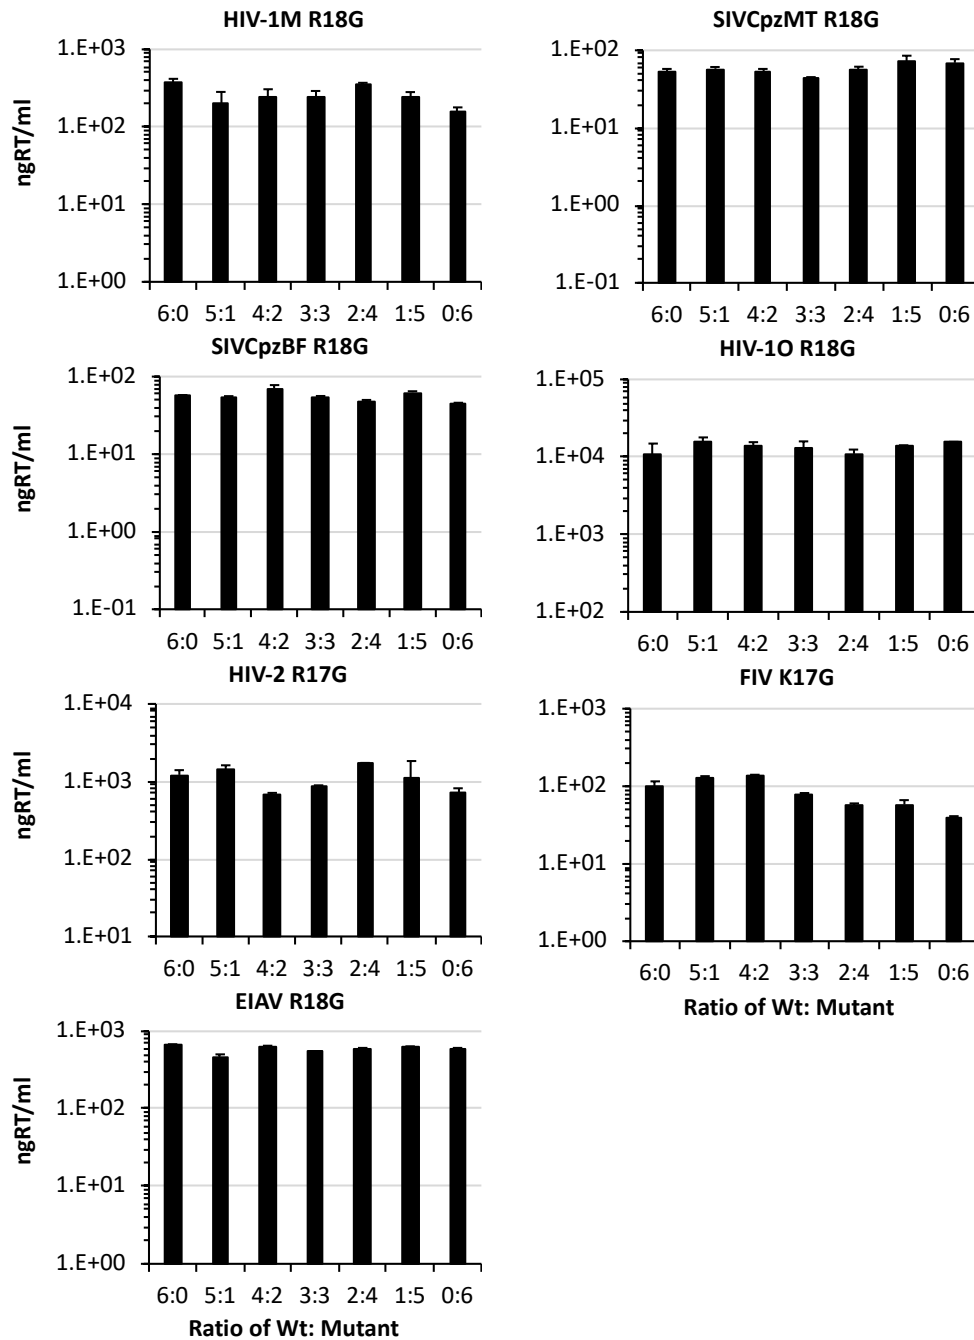 HIV-1M R18G
ngRT/ml
1.E+03
1.E+02
1.E+01
1.E+00
6:0 5:1 4:2 3:3 2:4 1:5 0:6
SIVCpzMT R18G
1.E+02
1.E+01
1.E+00
1.E-01
6:0 5:1 4:2 3:3 2:4 1:5 0:6
SIVCpzBF R18G
ngRT/ml
1.E+02
1.E+01
1.E+00
1.E-01
6:0 5:1 4:2 3:3 2:4 1:5 0:6
HIV-1O R18G
1.E+05
1.E+04
1.E+03
1.E+02
6:0 5:1 4:2 3:3 2:4 1:5 0:6
HIV-2 R17G
ngRT/ml
1.E+04
1.E+03
1.E+02
1.E+01
6:0 5:1 4:2 3:3 2:4 1:5 0:6
FIV K17G
1.E+03
1.E+02
1.E+01
1.E+00
6:0 5:1 4:2 3:3 2:4 1:5 0:6
Ratio of Wt: Mutant
EIAV R18G
ngRT/ml
1.E+03
1.E+02
1.E+01
1.E+00
6:0 5:1 4:2 3:3 2:4 1:5 0:6
Ratio of Wt: Mutant